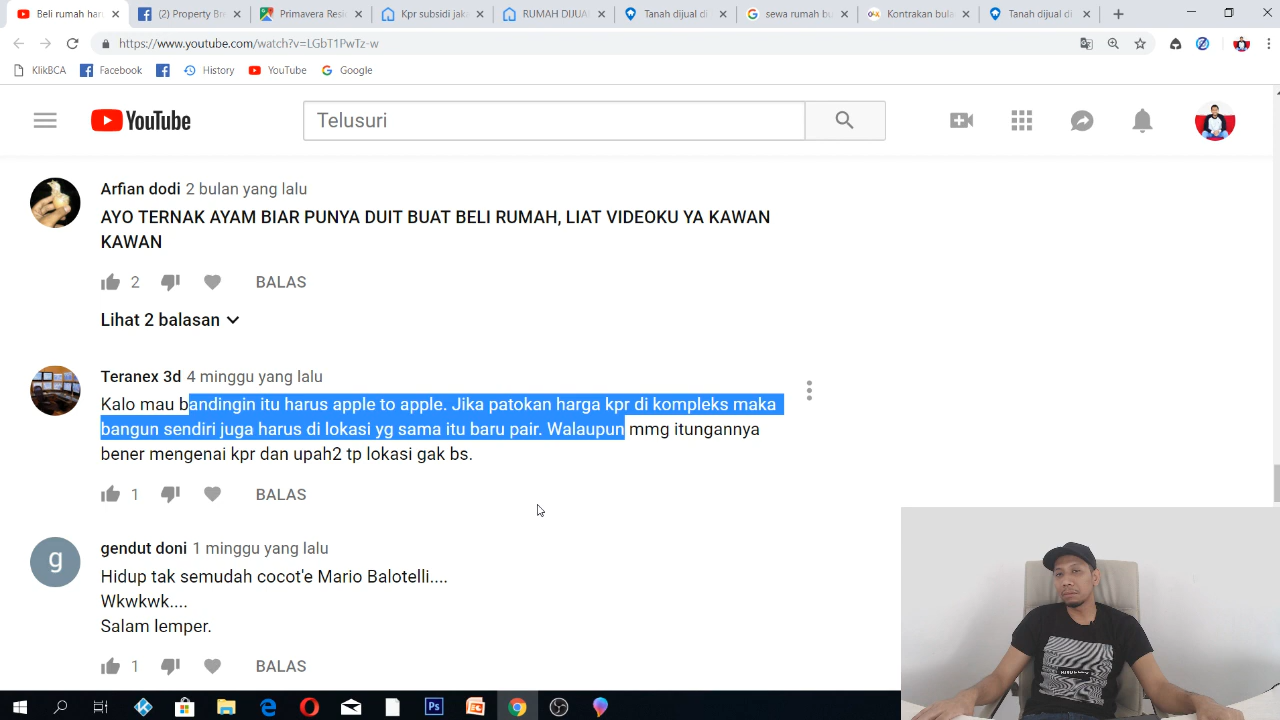 Beli rumah haru
(2) Property Bro
Primavera Resid
Kpr subsidi jaka
RUMAH DIJUAL
Tanah dijual di
sewa rumah bu
Kontrakan bula
Tanah dijual di
https://www.youtube.com/watch?v=LGbT1PwTz-w
KlikBCA
Facebook
History
YouTube
Google
YouTube
Telusuri
Arfian dodi 2 bulan yang lalu
AYO TERNAK AYAM BIAR PUNYA DUIT BUAT BELI RUMAH, LIAT VIDEOKU YA KAWAN
KAWAN
2
BALAS
Lihat 2 balasan
Teranex 3d 4 minggu yang lalu
Kalo mau bandingin itu harus apple to apple. Jika patokan harga kpr di kompleks maka
bangun sendiri juga harus di lokasi yg sama itu baru pair. Walaupun mmg itungannya
bener mengenai kpr dan upah2 tp lokasi gak bs.
1
BALAS
g
gendut doni 1 minggu yang lalu
Hidup tak semudah cocot'e Mario Balotelli....
Wkwkwk....
Salam lemper.
1
BALAS
Ps